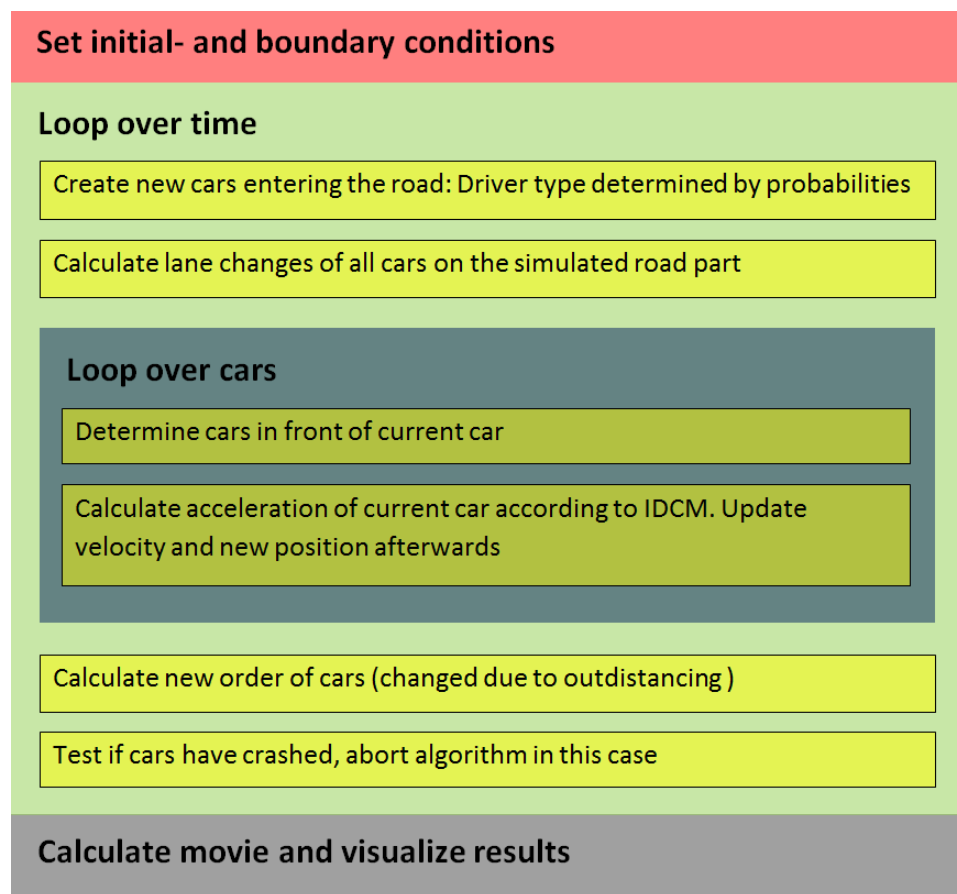 Set initial- and boundary conditions
Loop over time
Create new cars entering the road: Driver type determined by probabilities
Calculate lane changes of all cars on the simulated road part
Loop over cars
Determine cars in front of current car
Calculate acceleration of current car according to IDCM. Update
velocity and new position afterwards
Calculate new order of cars (changed due to outdistancing )
Test if cars have crashed, abort algorithm in this case
Calculate movie and visualize results